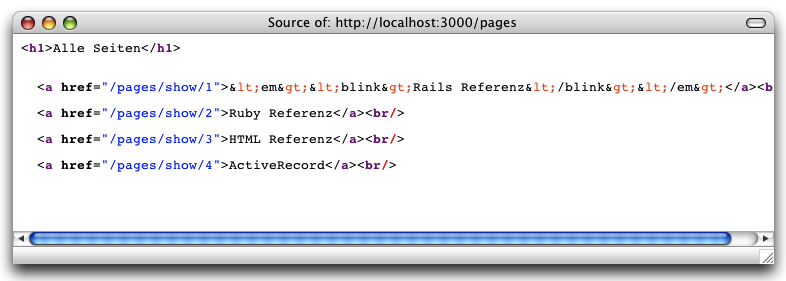 Source of: http://localhost:3000/pages
<h1>Alle Seiten</h1>
<a href="/pages/show/1">&lt;em&gt;&lt;blink&gt;Rails Referenz&lt;/blink&gt;&lt;/em&gt;</a><b
<a href="/pages/show/2">Ruby Referenz</a><br/>
<a href="/pages/show/3">HTML Referenz</a><br/>
<a href="/pages/show/4">ActiveRecord</a><br/>